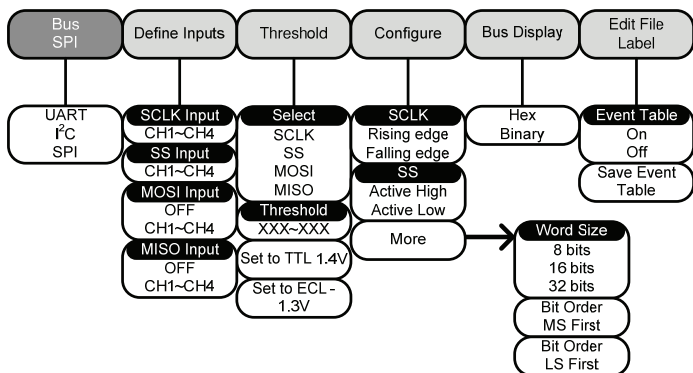 Bus
SPI
Define Inputs
Threshold
Configure
Bus Display
Edit File
Label
UART
I²C
SPI
SCLK Input
CH1~CH4
SS Input
CH1~CH4
MOSI Input
OFF
CH1~CH4
MISO Input
OFF
CH1~CH4
Select
SCLK
SS
MOSI
MISO
Threshold
XXX~XXX
Set to TTL 1.4V
Set to ECL -
1.3V
SCLK
Rising edge
Falling edge
SS
Active High
Active Low
More
Hex
Binary
Event Table
On
Off
Save Event
Table
Word Size
8 bits
16 bits
32 bits
Bit Order
MS First
Bit Order
LS First